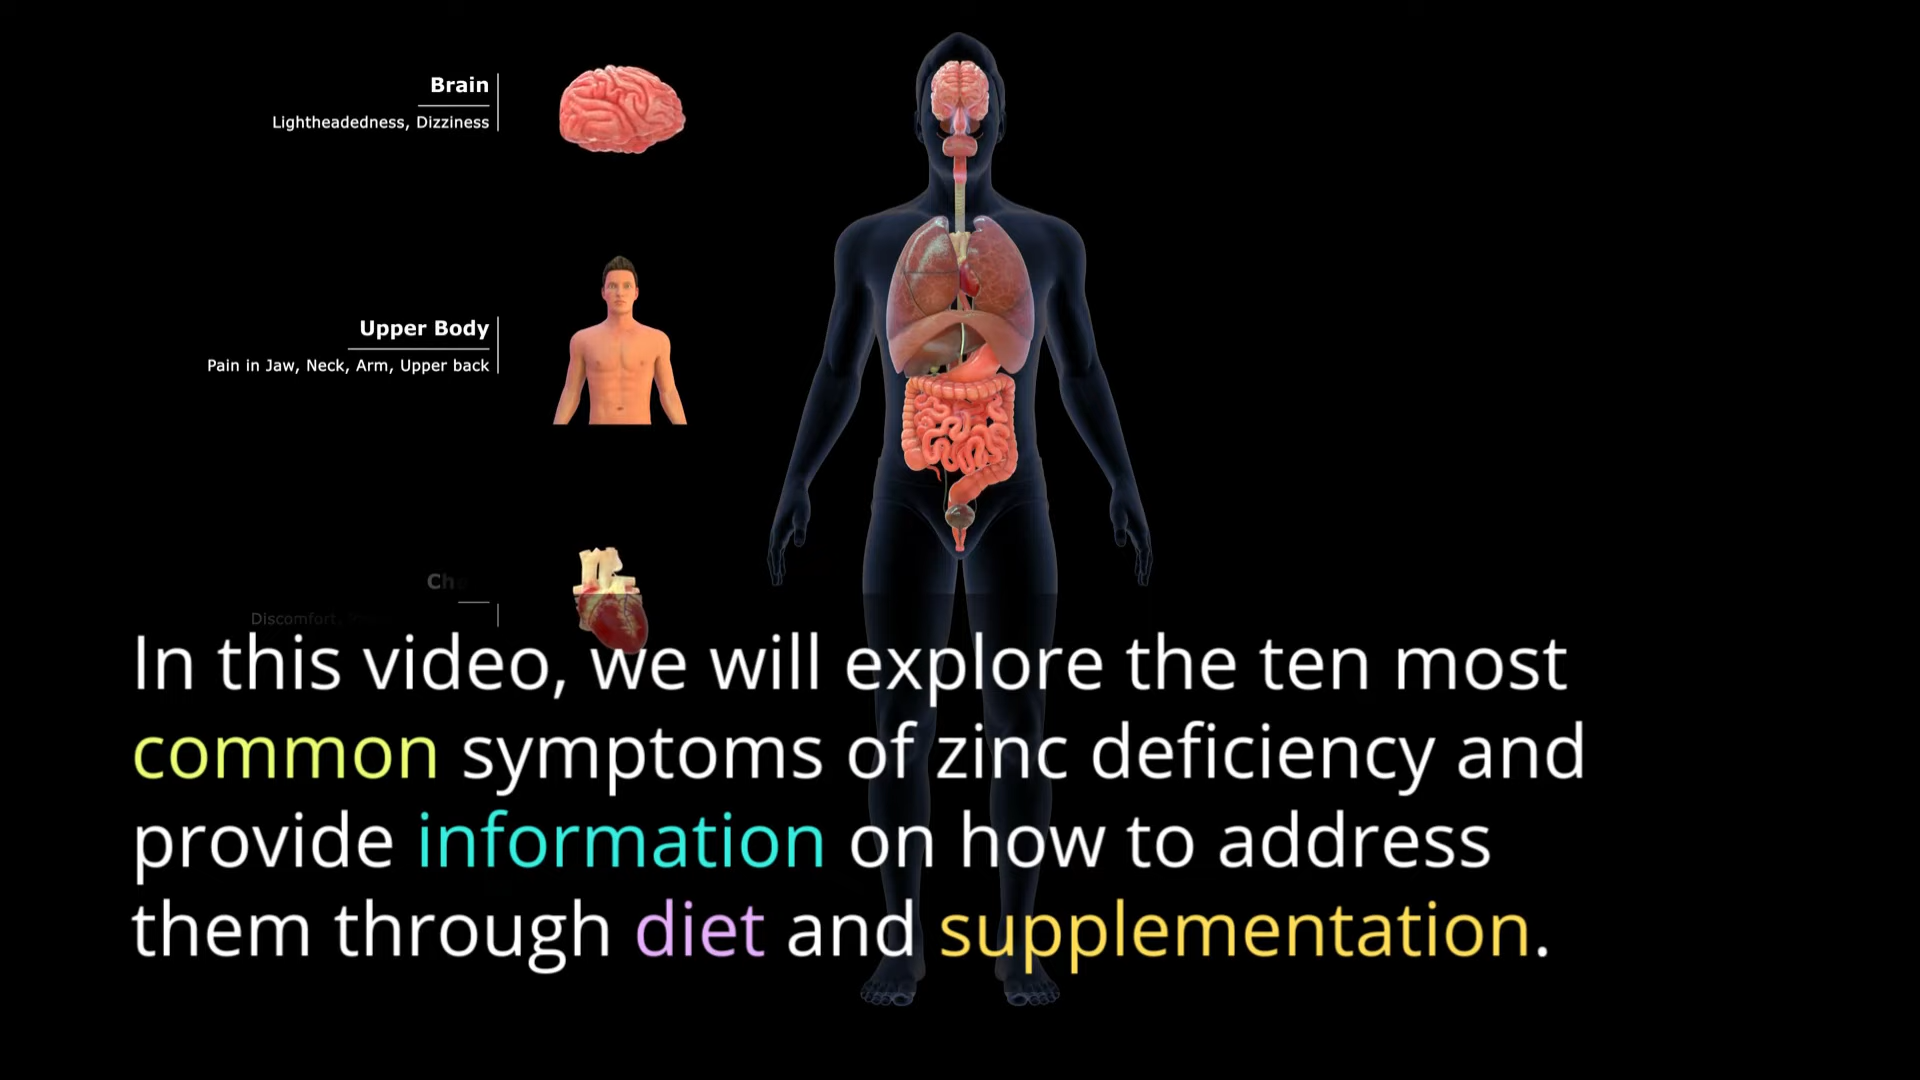 Brain
Lightheadedness, Dizziness
Upper Body
Pain in Jaw, Neck, Arm, Upper back
Discomfort,
In this video, we will explore the ten most
common symptoms of zinc deficiency and
provide information on how to address
them through diet and supplementation.